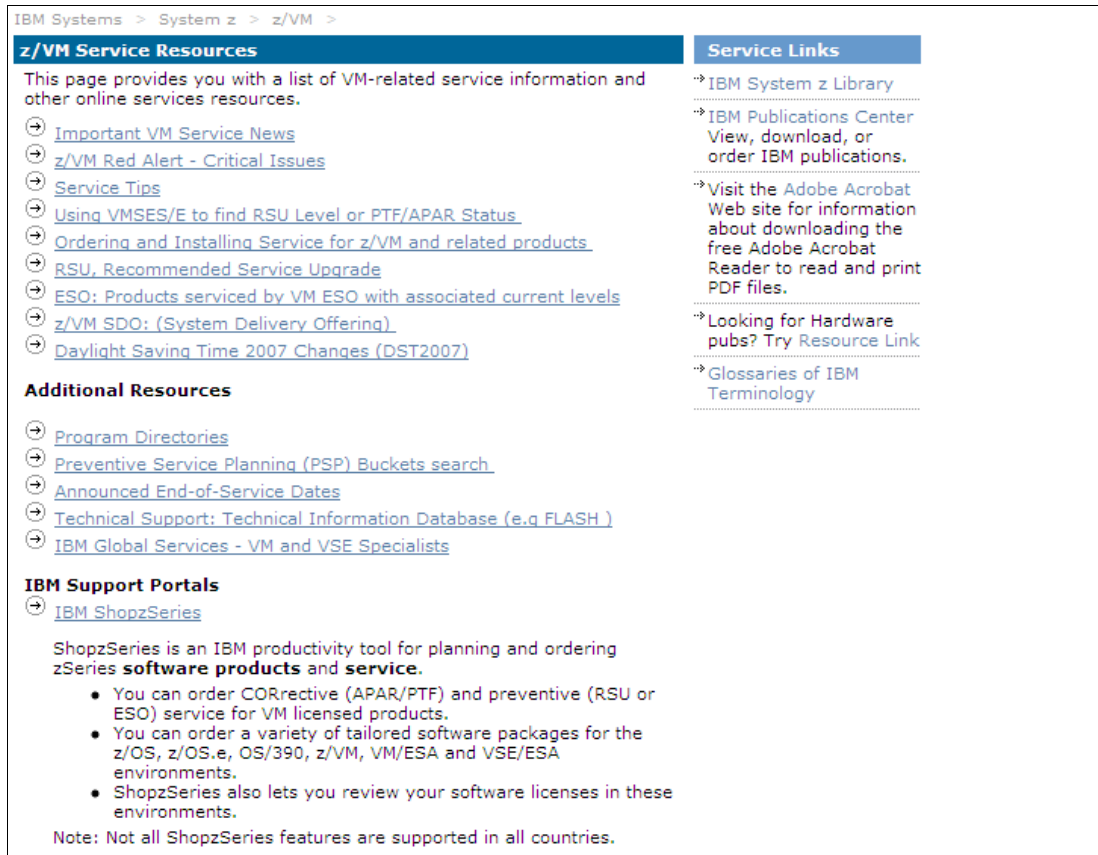 IBM Systems > System z > z/VM >
z/VM Service Resources
This page provides you with a list of VM-related service information and
other online services resources.
Important VM Service News
z/VM Red Alert - Critical Issues
Service Tips
Using VMSES/E to find RSU Level or PTF/APAR Status
Ordering and Installing Service for z/VM and related products
RSU, Recommended Service Upgrade
ESO: Products serviced by VM ESO with associated current levels
z/VM SDO: (System Delivery Offering)
Daylight Saving Time 2007 Changes (DST2007)
Additional Resources
Program Directories
Preventive Service Planning (PSP) Buckets search
Announced End-of-Service Dates
Technical Support: Technical Information Database (e.g FLASH )
IBM Global Services - VM and VSE Specialists
IBM Support Portals
IBM ShopzSeries
ShopzSeries is an IBM productivity tool for planning and ordering
zSeries software products and service.
● You can order CORrective (APAR/PTF) and preventive (RSU or
ESO) service for VM licensed products.
● You can order a variety of tailored software packages for the
z/OS, z/OS.e, OS/390, z/VM, VM/ESA and VSE/ESA
environments.
● ShopzSeries also lets you review your software licenses in these
environments.
Note: Not all ShopzSeries features are supported in all countries.
Service Links
IBM System z Library
IBM Publications Center
View, download, or
order IBM publications.
Visit the Adobe Acrobat
Web site for information
about downloading the
free Adobe Acrobat
Reader to read and print
PDF files.
Looking for Hardware
pubs? Try Resource Link
Glossaries of IBM
Terminology